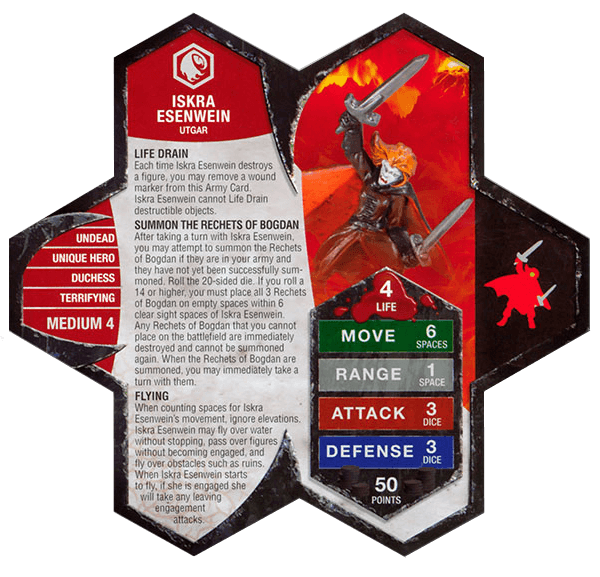 ISKRA
ESENWEIN
UTGAR
LIFE DRAIN
Each time Iskra Esenwein destroys
a figure, you may remove a wound
marker from this Army Card.
Iskra Esenwein cannot Life Drain
destructible objects.
SUMMON THE RECHETS OF BOGDAN
After taking a turn with Iskra Esenwein,
you may attempt to summon the Rechets
of Bogdan if they are in your army and
they have not yet been successfully sum-
moned. Roll the 20-sided die. If you roll a
14 or higher, you must place all 3 Rechets
of Bogdan on empty spaces within 6
clear sight spaces of Iskra Esenwein.
Any Rechets of Bogdan that you cannot
place on the battlefield are immediately
destroyed and cannot be summoned
again. When the Rechets of Bogdan are
summoned, you may immediately take a
turn with them.
FLYING
When counting spaces for Iskra
Esenwein's movement, ignore elevations.
Iskra Esenwein may fly over water
without stopping, pass over figures
without becoming engaged, and
fly over obstacles such as ruins.
When Iskra Esenwein starts
to fly, if she is engaged she
will take any leaving
engagement
attacks.
UNDEAD
UNIQUE HERO
DUCHESS
TERRIFYING
MEDIUM 4
4
LIFE
MOVE 6
SPACES
RANGE 1
SPACE
ATTACK 3
DICE
DEFENSE 3
DICE
50
POINTS